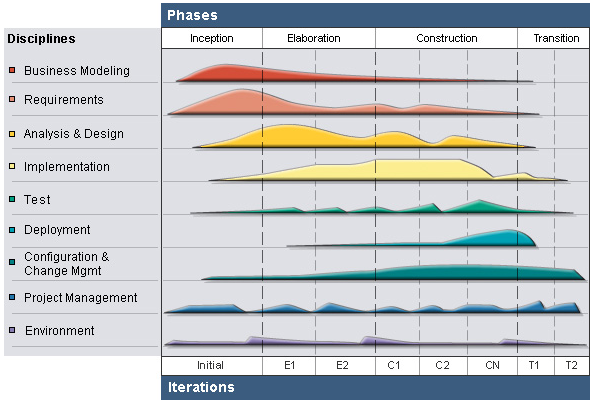 Phases
Disciplines
Inception Elaboration Construction Transition
Business Modeling
Requirements
Analysis & Design
Implementation
Test
Deployment
Configuration &
Change Mgmt
Project Management
Environment
Initial E1 E2 C1 C2 CN T1 T2
Iterations